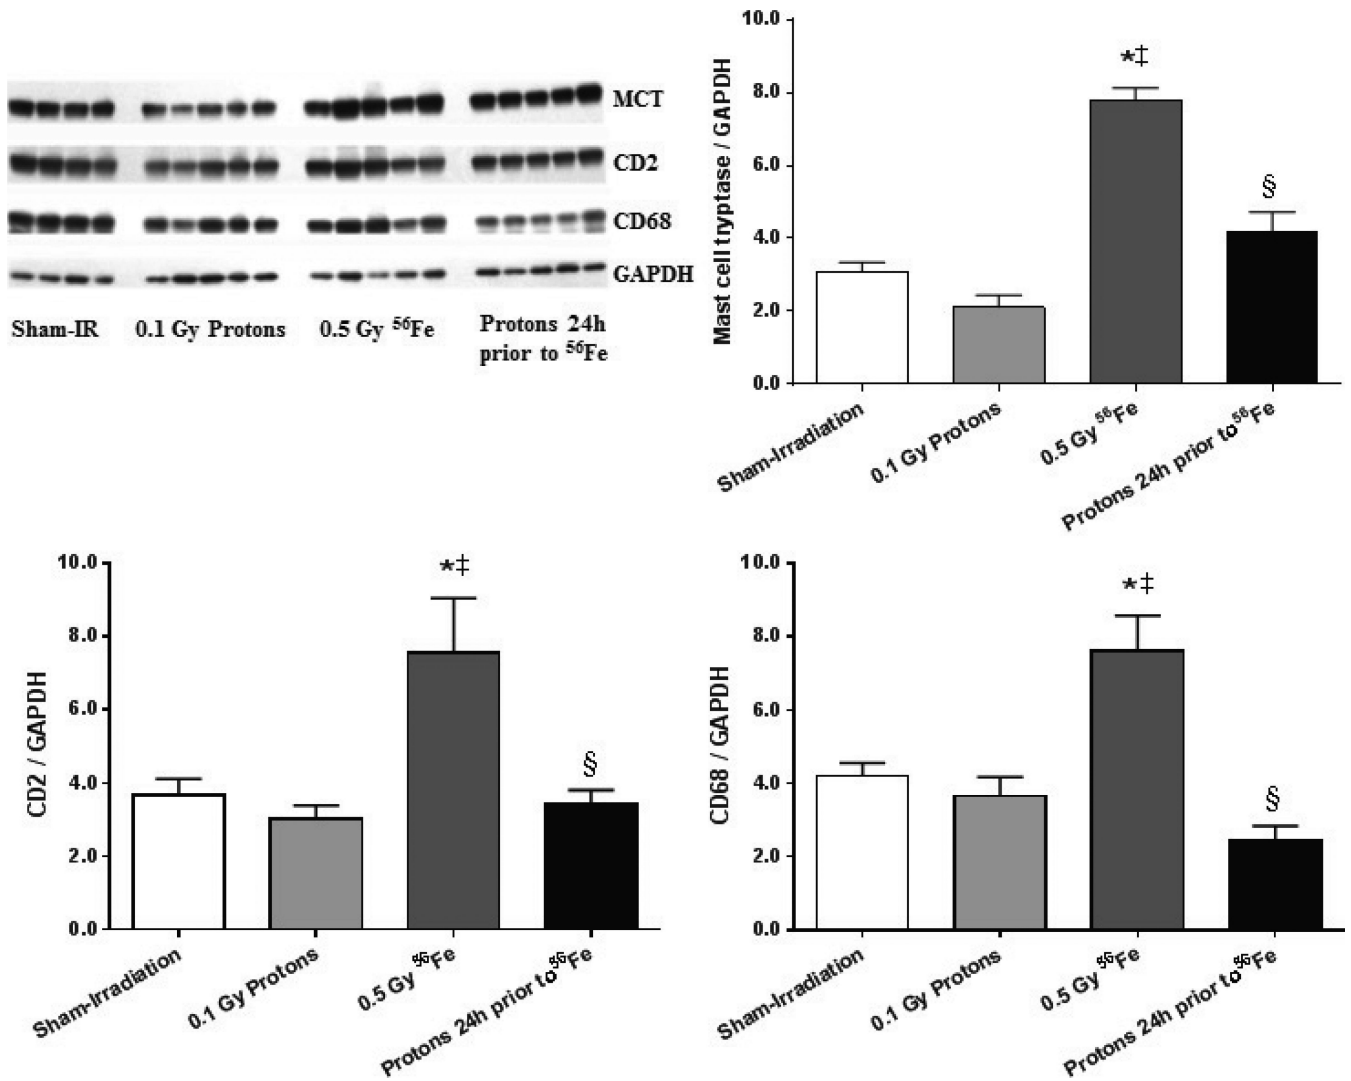 MCT
CD2
CD68
GAPDH
Sham-IR
0.1 Gy Protons
0.5 Gy ⁵⁶Fe
Protons 24h
prior to ⁵⁶Fe
Mast cell tryptase / GAPDH
10.0
8.0
6.0
4.0
2.0
0.0
*‡
§
Sham-Irradiation
0.1 Gy Protons
0.5 Gy ⁵⁶Fe
Protons 24h prior to ⁵⁶Fe
CD2 / GAPDH
10.0
8.0
6.0
4.0
2.0
0.0
*‡
§
Sham-Irradiation
0.1 Gy Protons
0.5 Gy ⁵⁶Fe
Protons 24h prior to ⁵⁶Fe
CD68 / GAPDH
10.0
8.0
6.0
4.0
2.0
0.0
*‡
§
Sham-Irradiation
0.1 Gy Protons
0.5 Gy ⁵⁶Fe
Protons 24h prior to ⁵⁶Fe